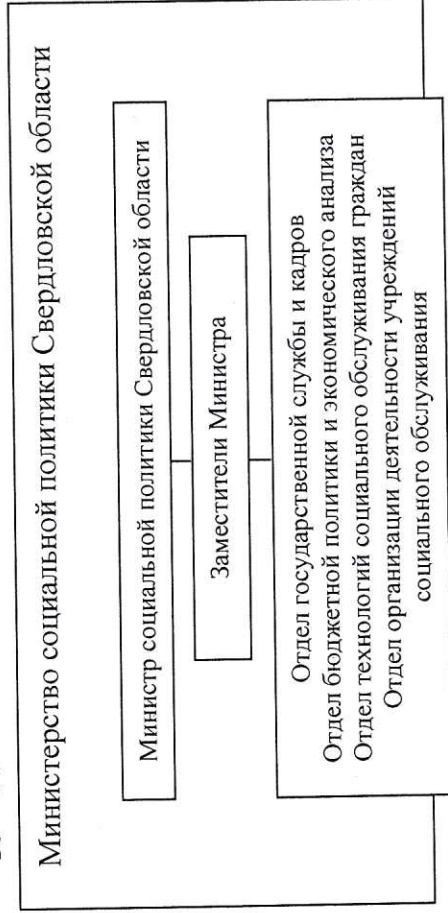 Министерство социальной политики Свердловской области
Министр социальной политики Свердловской области
Заместители Министра
Отдел государственной службы и кадров
Отдел бюджетной политики и экономического анализа
Отдел технологий социального обслуживания граждан
Отдел организации деятельности учреждений
социального обслуживания